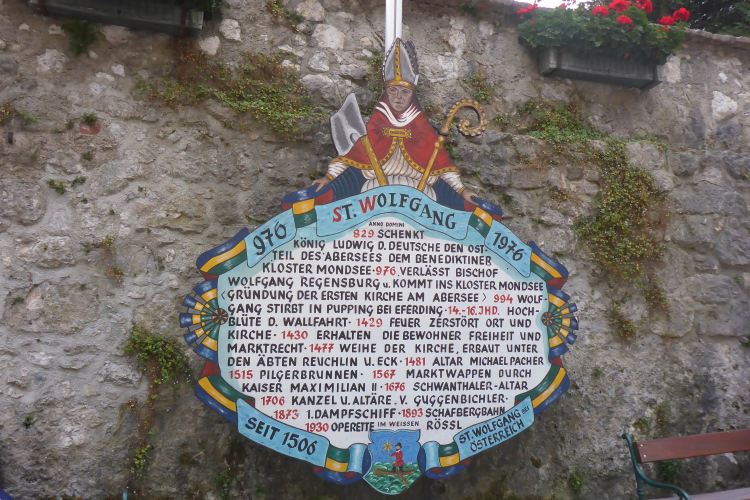 976 ST. WOLFGANG 1976
ANNO DOMINI
829 SCHENKT
KÖNIG LUDWIG D. DEUTSCHE DEN OST-
TEIL DES ABERSEES DEM BENEDIKTINER
KLOSTER MONDSEE · 976 VERLÄSST BISCHOF
WOLFGANG REGENSBURG u. KOMMT INS KLOSTER MONDSEE
<GRÜNDUNG DER ERSTEN KIRCHE AM ABERSEE> 994 WOLF-
GANG STIRBT IN PUPPING BEI EFERDING · 14.-16. JHD. HOCH-
BLÜTE D. WALLFAHRT · 1429 FEUER ZERSTÖRT ORT UND
KIRCHE · 1430 ERHALTEN DIE BEWOHNER FREIHEIT UND
MARKTRECHT · 1477 WEIHE DER KIRCHE, ERBAUT UNTER
DEN ÄBTEN REUCHLIN U. ECK · 1481 ALTAR MICHAEL PACHER
1515 PILGERBRUNNEN · 1567 MARKTWAPPEN DURCH
KAISER MAXIMILIAN II · 1676 SCHWANTHALER-ALTAR
1706 KANZEL U. ALTÄRE . V. GUGGENBICHLER ·
1873 1. DAMPFSCHIFF · 1893 SCHAFBERGBAHN
1930 OPERETTE IM WEISSEN RÖSSL
SEIT 1506
ST. WOLFGANG BEI
ÖSTERREICH